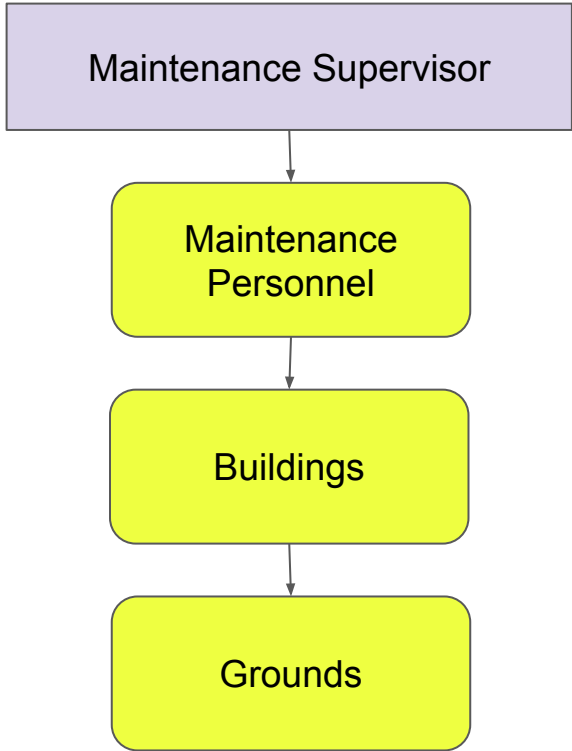 Maintenance Supervisor
Maintenance
Personnel
Buildings
Grounds